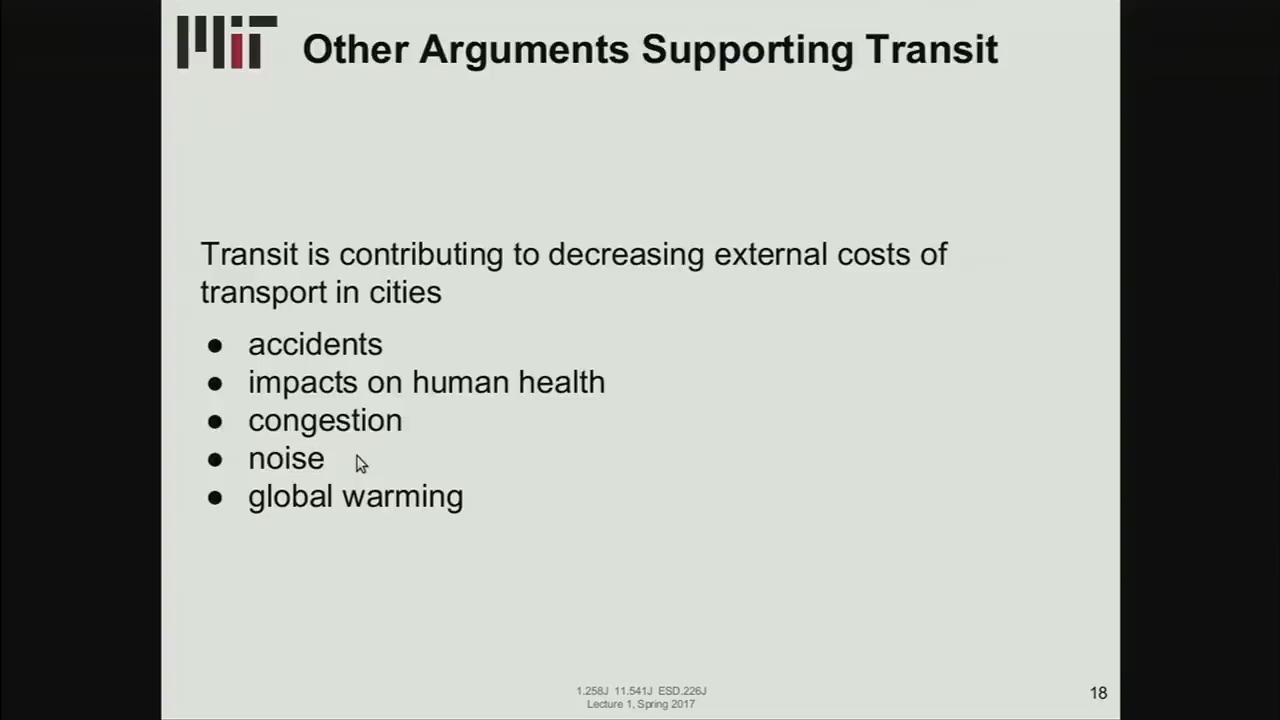 MIT
Other Arguments Supporting Transit
Transit is contributing to decreasing external costs of
transport in cities
● accidents
● impacts on human health
● congestion
● noise
● global warming
1.258J 11.541J ESD.226J
Lecture 1, Spring 2017
18